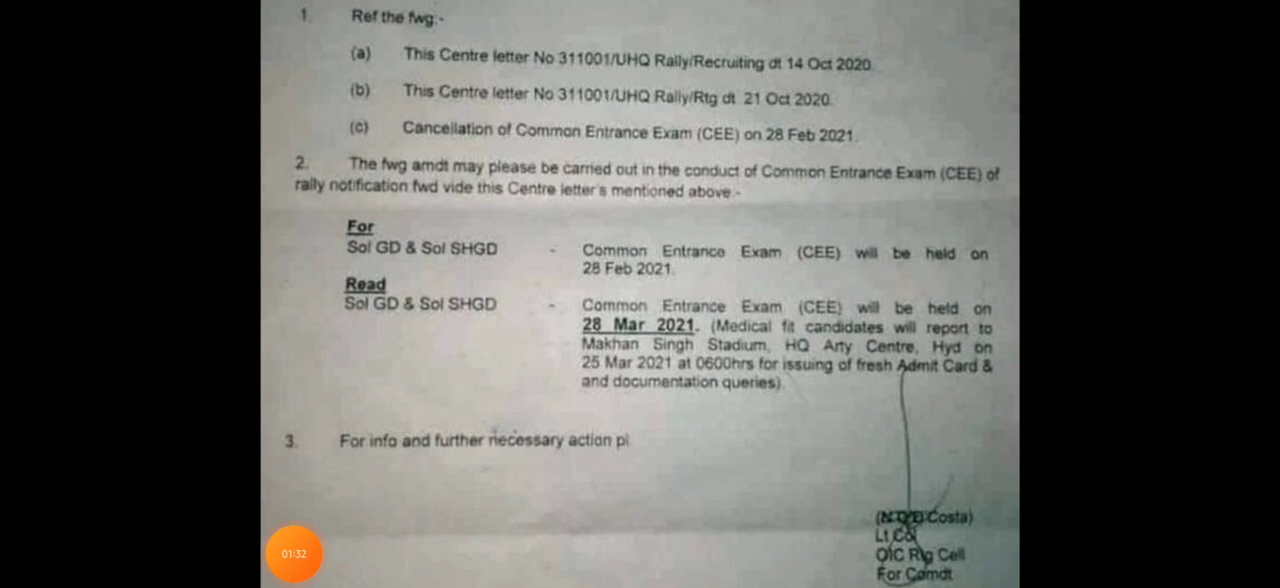 1. Ref the fwg:-
(a) This Centre letter No 311001/UHQ Rally/Recruiting dt 14 Oct 2020.
(b) This Centre letter No 311001/UHQ Rally/Rtg dt 21 Oct 2020.
(c) Cancellation of Common Entrance Exam (CEE) on 28 Feb 2021.
2. The fwg amdt may please be carried out in the conduct of Common Entrance Exam (CEE) of
rally notification fwd vide this Centre letter's mentioned above:-
For
Sol GD & Sol SHGD - Common Entrance Exam (CEE) will be held on
28 Feb 2021.
Read
Sol GD & Sol SHGD - Common Entrance Exam (CEE) will be held on
28 Mar 2021. (Medical fit candidates will report to
Makhan Singh Stadium, HQ Arty Centre, Hyd on
25 Mar 2021 at 0600hrs for issuing of fresh Admit Card &
and documentation queries)
3. For info and further necessary action pl
Costa)
Lt Col
OIC Rtg Cell
For Comdt
01:32